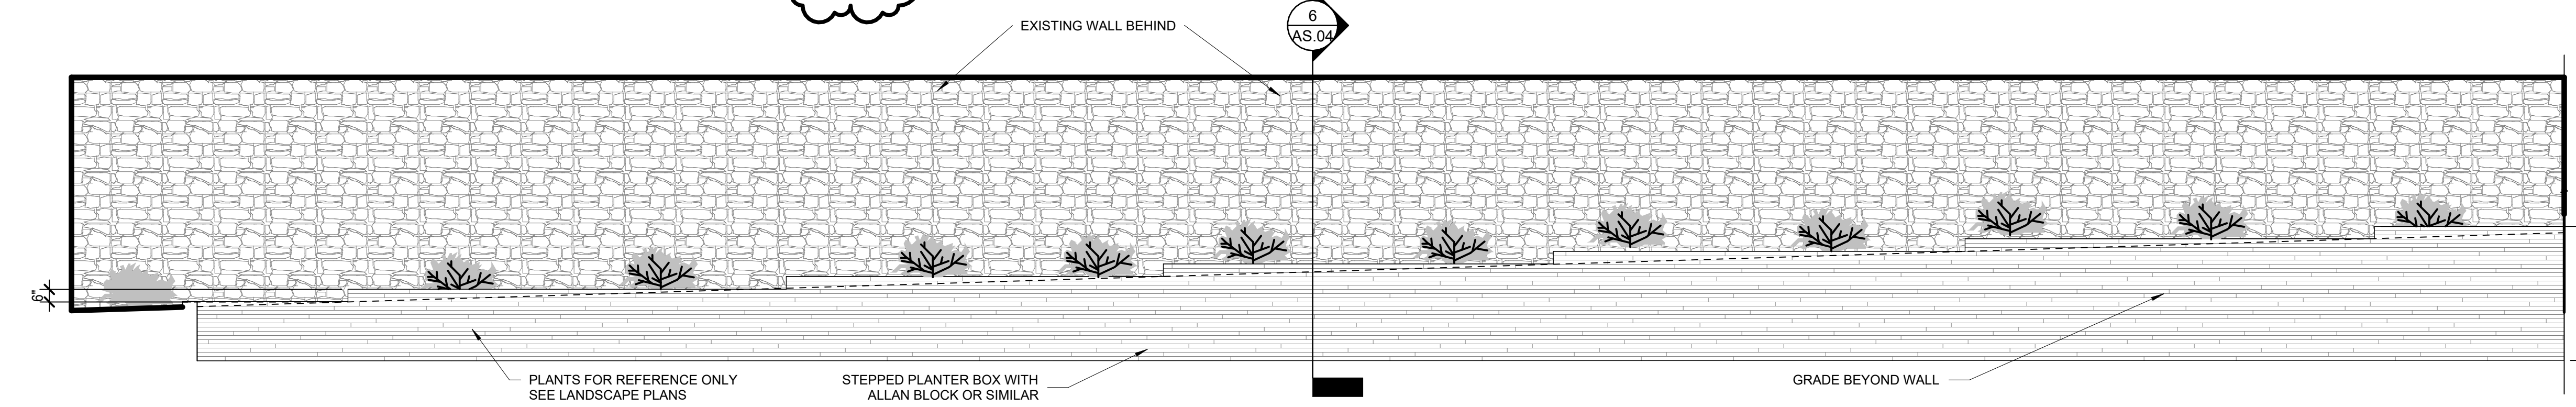 EXISTING WALL BEHIND
6
AS.04
6"
PLANTS FOR REFERENCE ONLY
SEE LANDSCAPE PLANS
STEPPED PLANTER BOX WITH
ALLAN BLOCK OR SIMILAR
GRADE BEYOND WALL